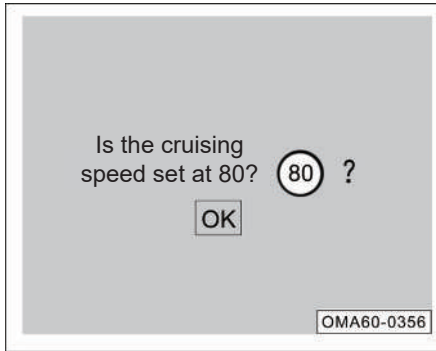 Is the cruising
speed set at 80? 80 ?
OK
OMA60-0356